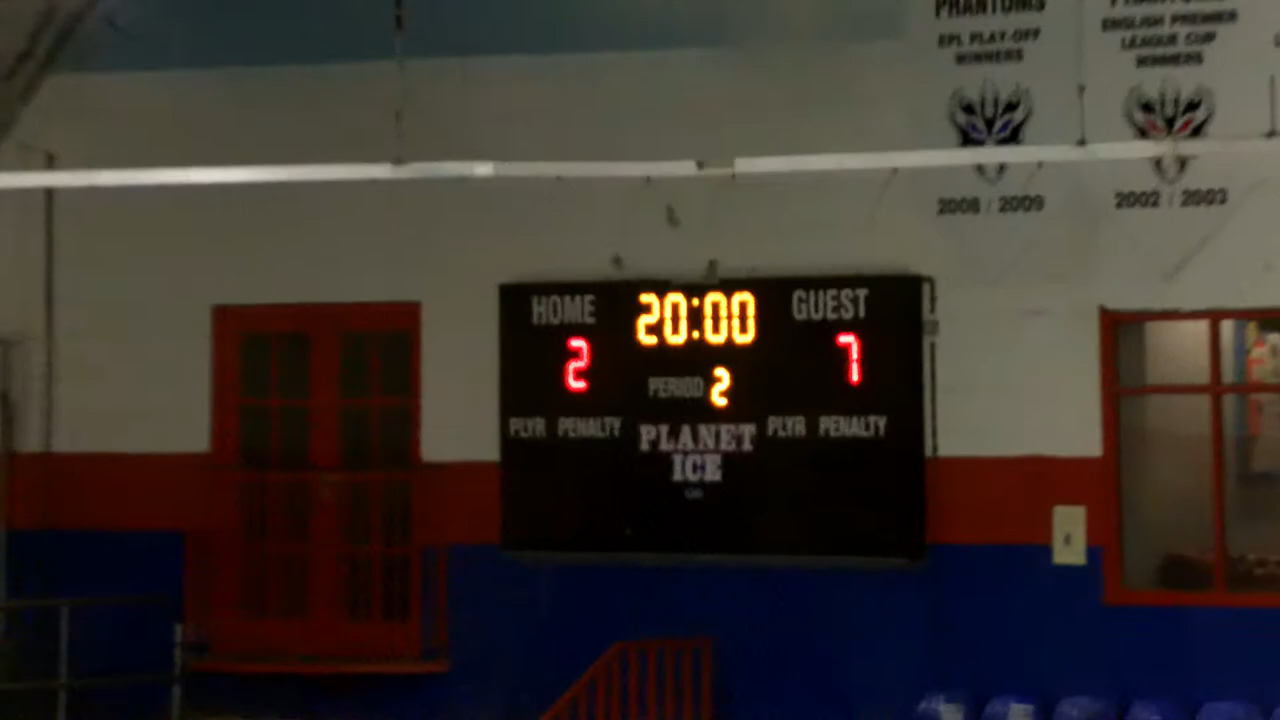 PHANTOMS
EPL PLAY-OFF
WINNERS
2008 / 2009
ENGLISH PREMIER
LEAGUE CUP
WINNERS
2002 / 2003
HOME 20:00 GUEST
2 7
PERIOD 2
PLYR PENALTY PLYR PENALTY
PLANET
ICE